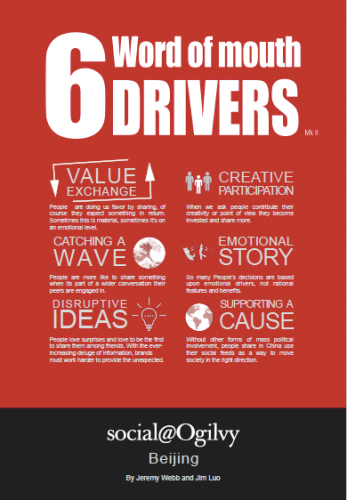 6 Word of mouth
DRIVERS
Mk II
VALUE
EXCHANGE
People are doing us favor by sharing, of
course they expect something in return.
Sometimes this is material, sometimes it's on
an emotional level.
CREATIVE
PARTICIPATION
When we ask people contribute their
creativity or point of view they become
invested and share more.
CATCHING A
WAVE
People are more like to share something
when its part of a wider conversation their
peers are engaged in.
EMOTIONAL
STORY
So many People's decisions are based
upon emotional drivers, not rational
features and benefits.
DISRUPTIVE
IDEAS
People love surprises and love to be the first
to share them among friends. With the ever-
increasing deluge of information, brands
must work harder to provide the unexpected.
SUPPORTING A
CAUSE
Without other forms of mass political
involvement, people share in China use
their social feeds as a way to move
society in the right direction.
social@Ogilvy
Beijing
By Jeremy Webb and Jim Luo